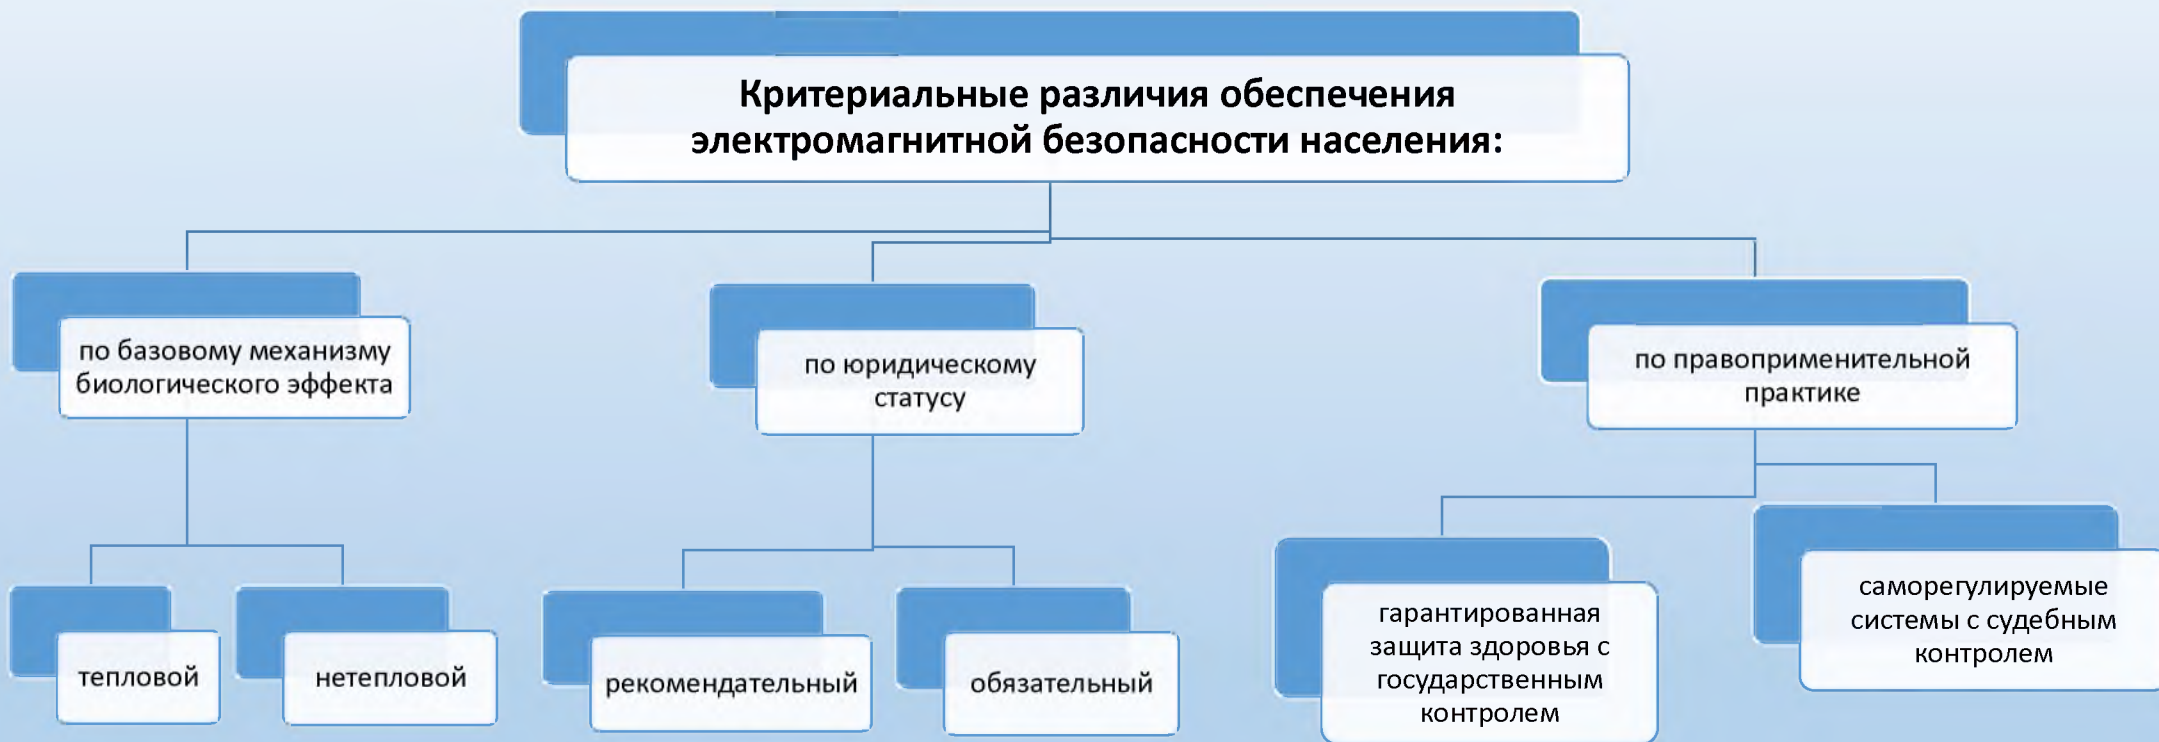 Критериальные различия обеспечения
электромагнитной безопасности населения:
по базовому механизму
биологического эффекта
по юридическому
статусу
по правоприменительной
практике
тепловой
нетепловой
рекомендательный
обязательный
гарантированная
защита здоровья с
государственным
контролем
саморегулируемые
системы с судебным
контролем